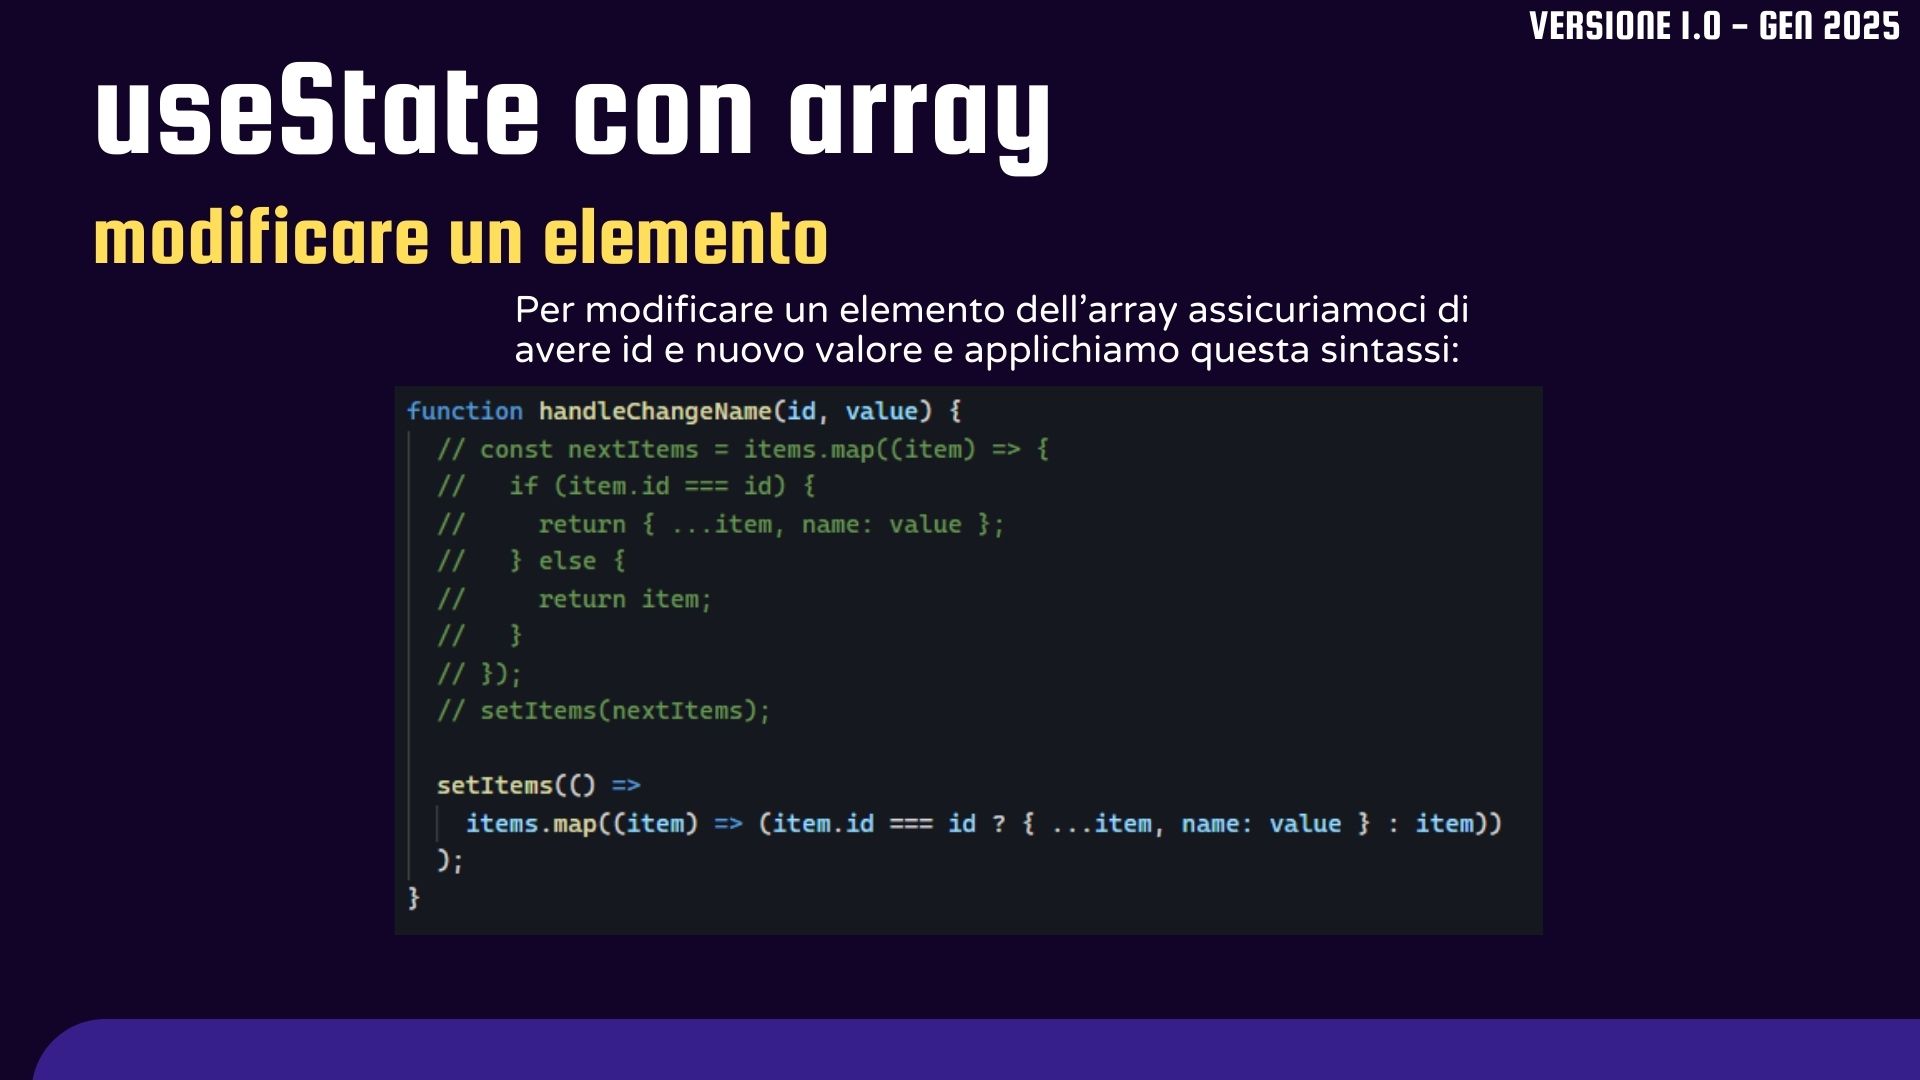 VERSIONE 1.0 - GEN 2025
useState con array
modificare un elemento
Per modificare un elemento dell’array assicuriamoci di
avere id e nuovo valore e applichiamo questa sintassi:
function handleChangeName(id, value) {
  // const nextItems = items.map((item) => {
  //   if (item.id === id) {
  //     return { ...item, name: value };
  //   } else {
  //     return item;
  //   }
  // });
  // setItems(nextItems);
  setItems(() =>
    items.map((item) => (item.id === id ? { ...item, name: value } : item))
  );
}